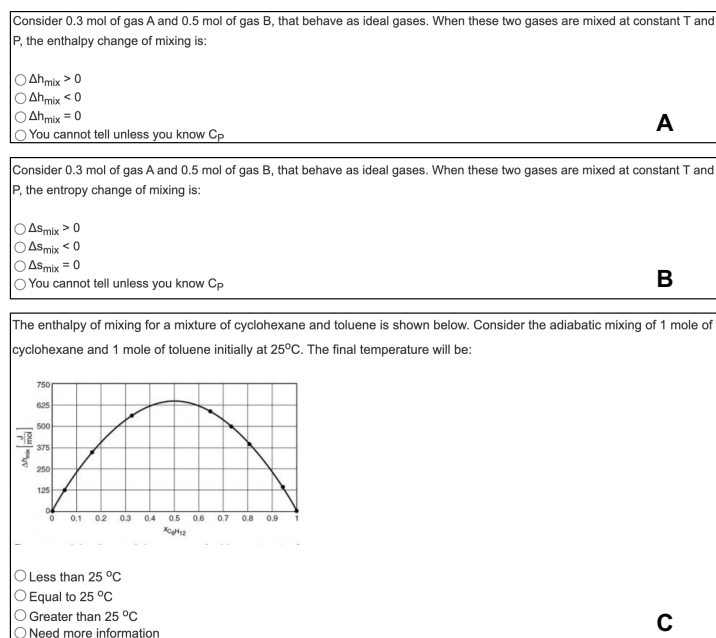 Consider 0.3 mol of gas A and 0.5 mol of gas B, that behave as ideal gases. When these two gases are mixed at constant T and
P, the enthalpy change of mixing is:
Δhmix > 0
Δhmix < 0
Δhmix = 0
You cannot tell unless you know CP
A
Consider 0.3 mol of gas A and 0.5 mol of gas B, that behave as ideal gases. When these two gases are mixed at constant T and
P, the entropy change of mixing is:
Δsmix > 0
Δsmix < 0
Δsmix = 0
You cannot tell unless you know CP
B
The enthalpy of mixing for a mixture of cyclohexane and toluene is shown below. Consider the adiabatic mixing of 1 mole of
cyclohexane and 1 mole of toluene initially at 25ºC. The final temperature will be:
750
625
500
375
250
125
0
Δhmix [J/mol]
0 0.1 0.2 0.3 0.4 0.5 0.6 0.7 0.8 0.9 1
xC6H12
Less than 25 ºC
Equal to 25 ºC
Greater than 25 ºC
Need more information
C